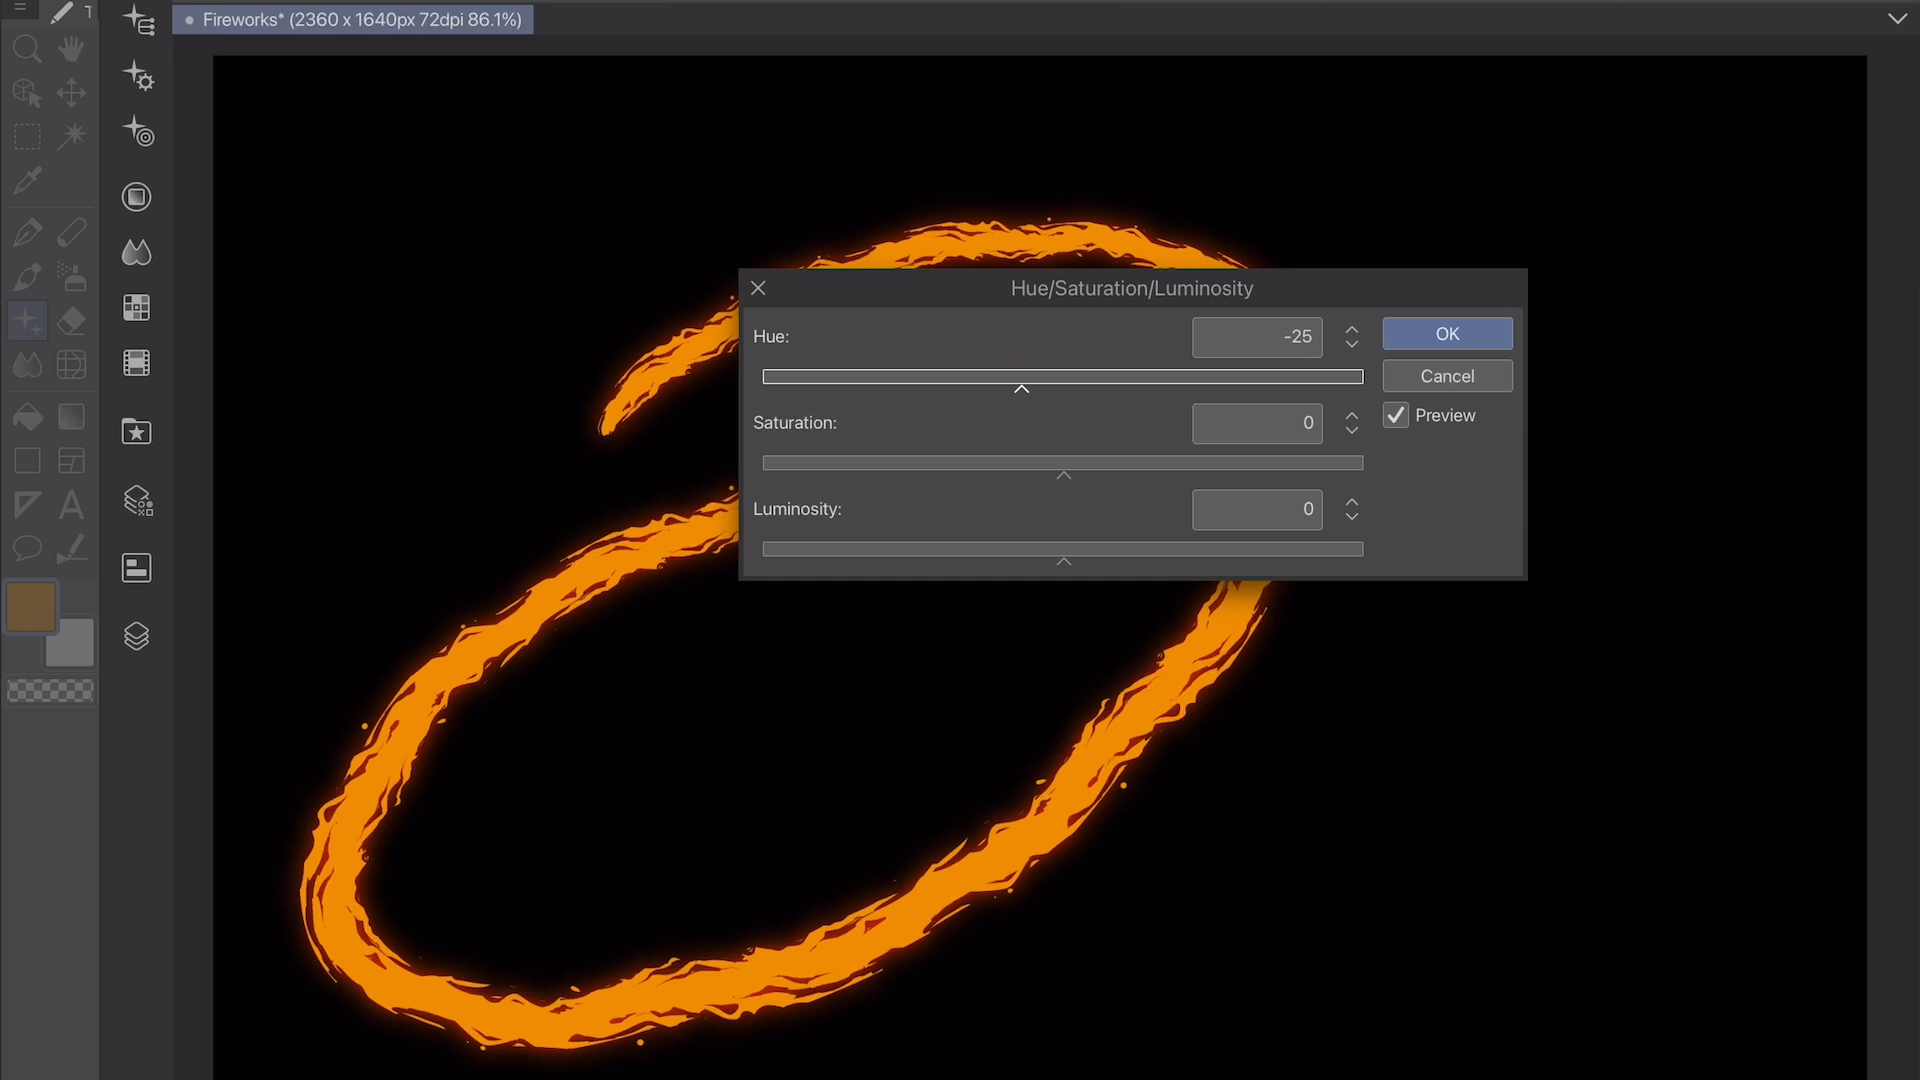 T
Fireworks* (2360 x 1640px 72dpi 86.1%)
Hue/Saturation/Luminosity
Hue:
-25
OK
Cancel
Saturation:
0
Preview
Luminosity:
0
A